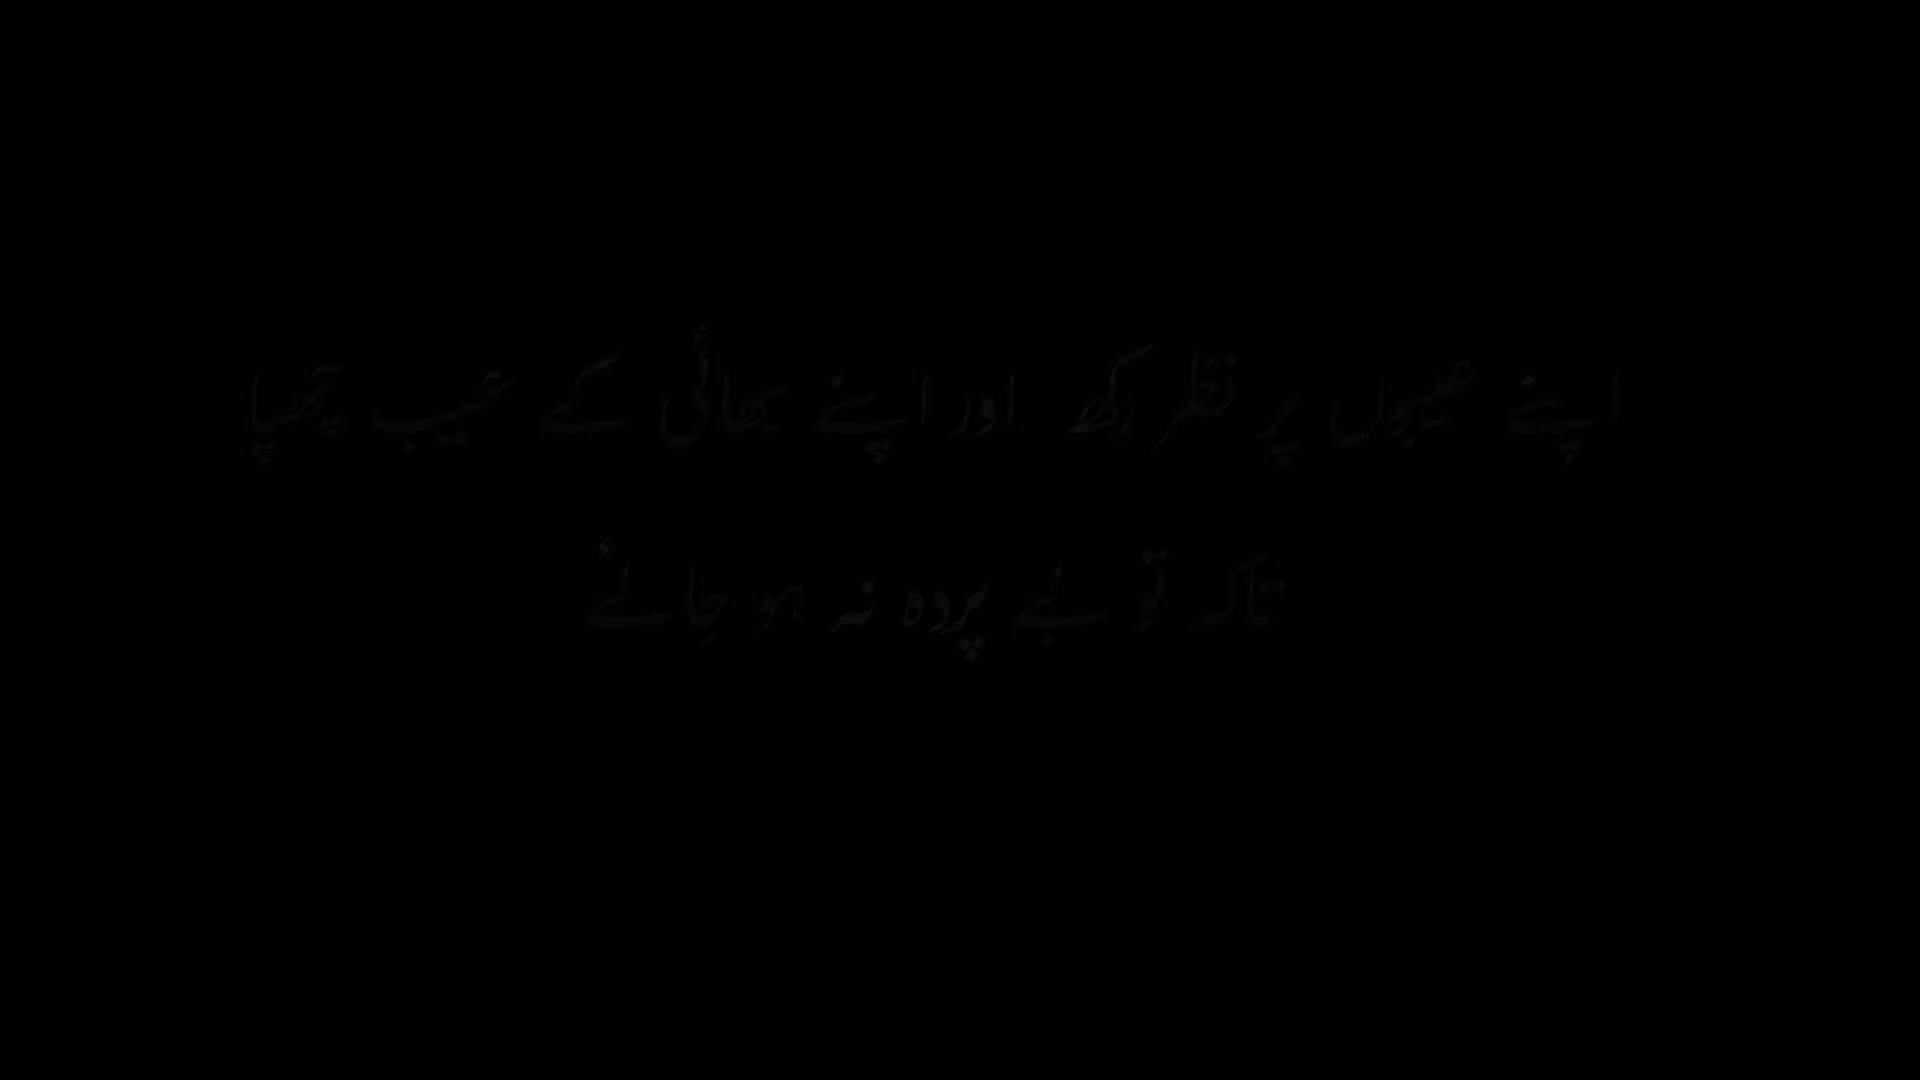 اپنے عیبوں پر نظر رکھ اور اپنے بھائی کے عیب چھپا
تاکہ تو بے پردہ نہ ہو جائے